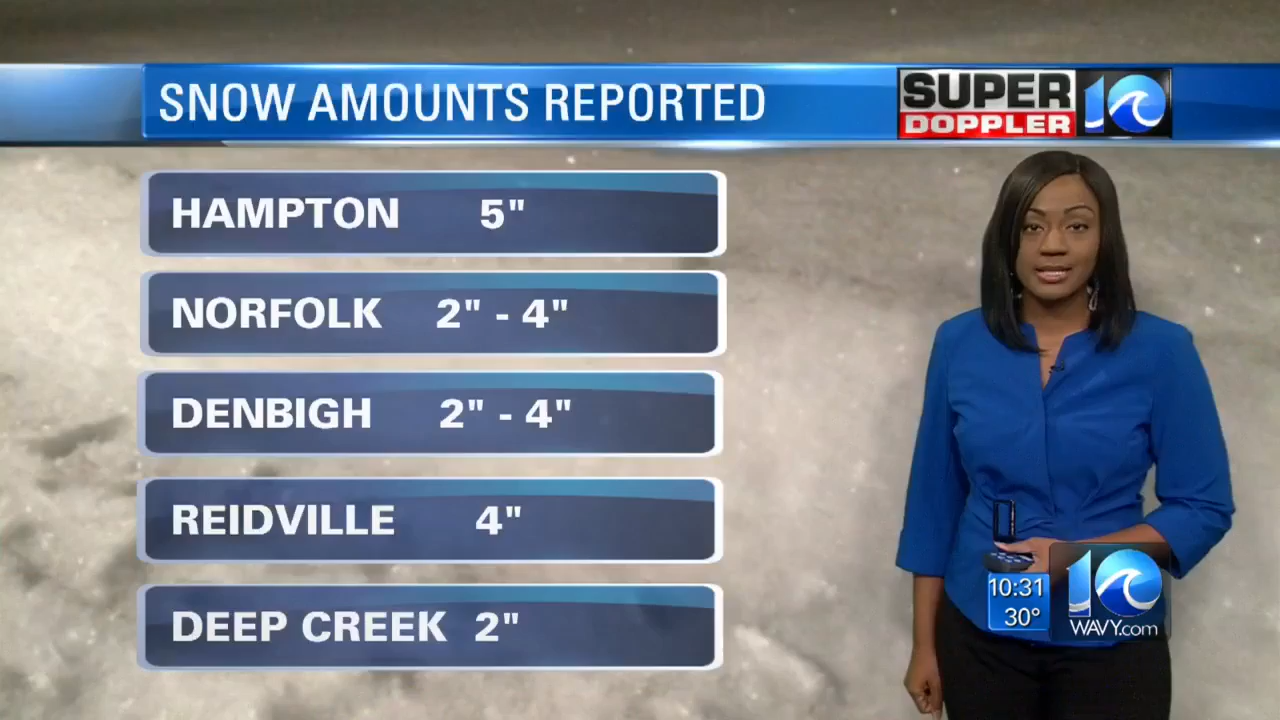 SNOW AMOUNTS REPORTED
SUPER
DOPPLER
10
HAMPTON 5"
NORFOLK 2" - 4"
DENBIGH 2" - 4"
REIDVILLE 4"
DEEP CREEK 2"
10:31
30°
10
WAVY.com